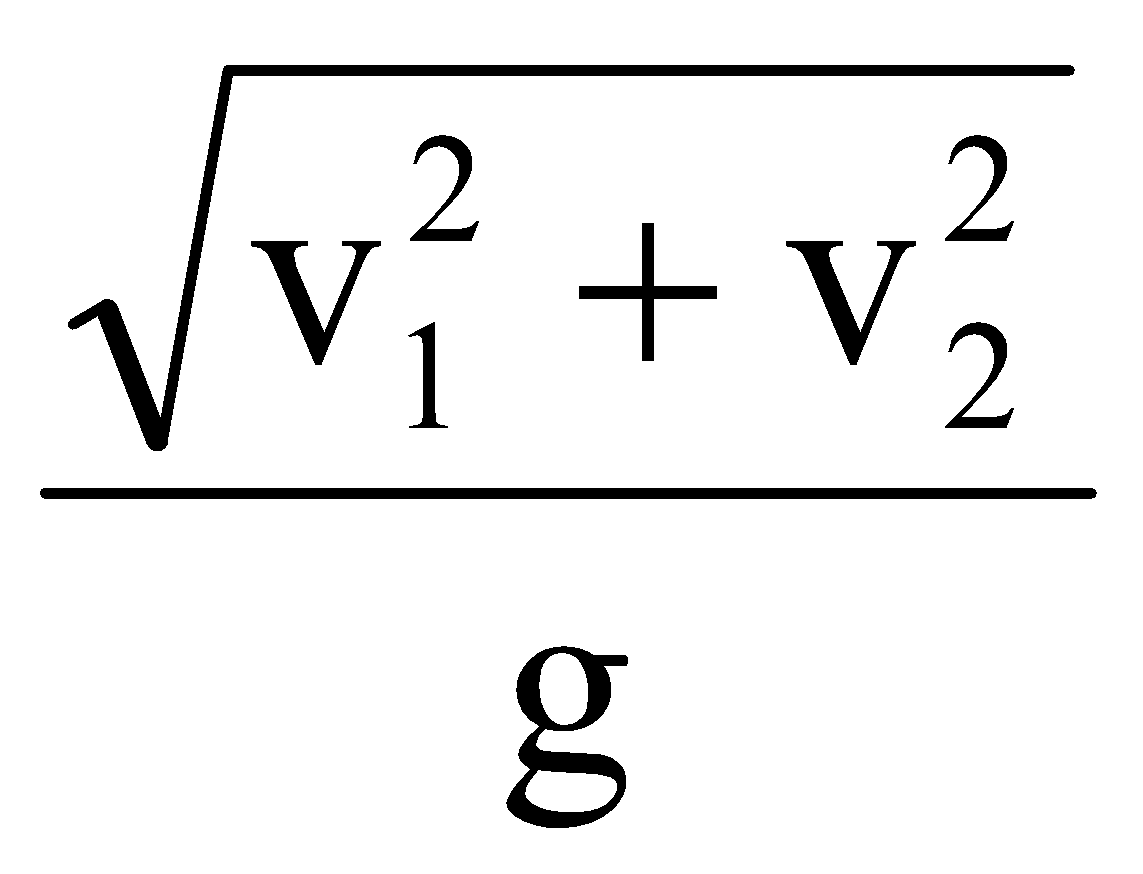 √(v₁² + v₂²)
g